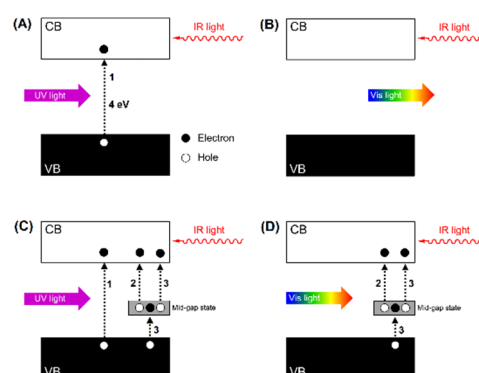 (A)
CB
IR light
1
UV light
4 eV
VB
Electron
Hole
(B)
CB
IR light
Vis light
VB
(C)
CB
IR light
2
3
1
UV light
Mid-gap state
3
VB
(D)
CB
IR light
2
3
Vis light
Mid-gap state
3
VB